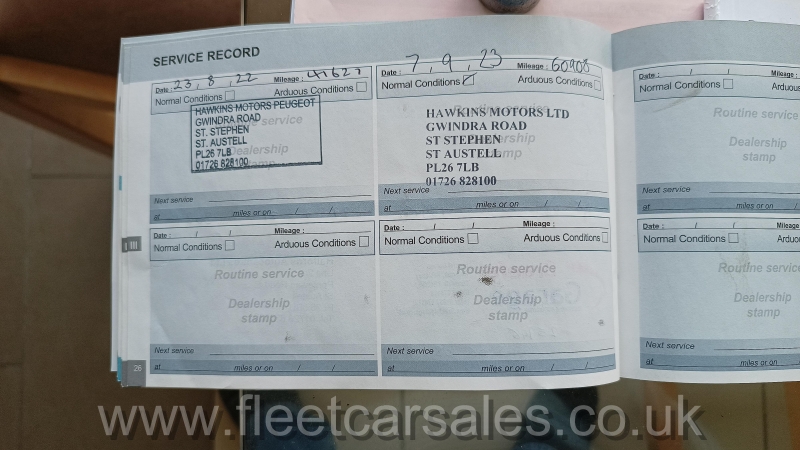 SERVICE RECORD
Date : 23, 8, 22 Mileage : 41627
Normal Conditions Arduous Conditions
Routine service
Dealership
stamp
HAWKINS MOTORS PEUGEOT
GWINDRA ROAD
ST. STEPHEN
ST. AUSTELL
PL26 7LB
01726 828100
Next service
at miles or on / /
Date : 7, 9, 23 Mileage : 60908
Normal Conditions Arduous Conditions
HAWKINS MOTORS LTD
GWINDRA ROAD
ST STEPHEN
ST AUSTELL
PL26 7LB
01726 828100
Next service
at miles or on / /
Date : / / Mileage
Normal Conditions Arduous
Routine service
Dealership
stamp
Next service
at miles or on
Date : / / Mileage :
Normal Conditions Arduous Conditions
Routine service
Dealership
stamp
Next service
at miles or on / /
Date : / / Mileage :
Normal Conditions Arduous Conditions
Routine service
Dealership
stamp
Next service
at miles or on / /
Date : / / Mileage
Normal Conditions Arduous
Routine service
Dealership
stamp
Next service
at miles or on
26
www.fleetcarsales.co.uk